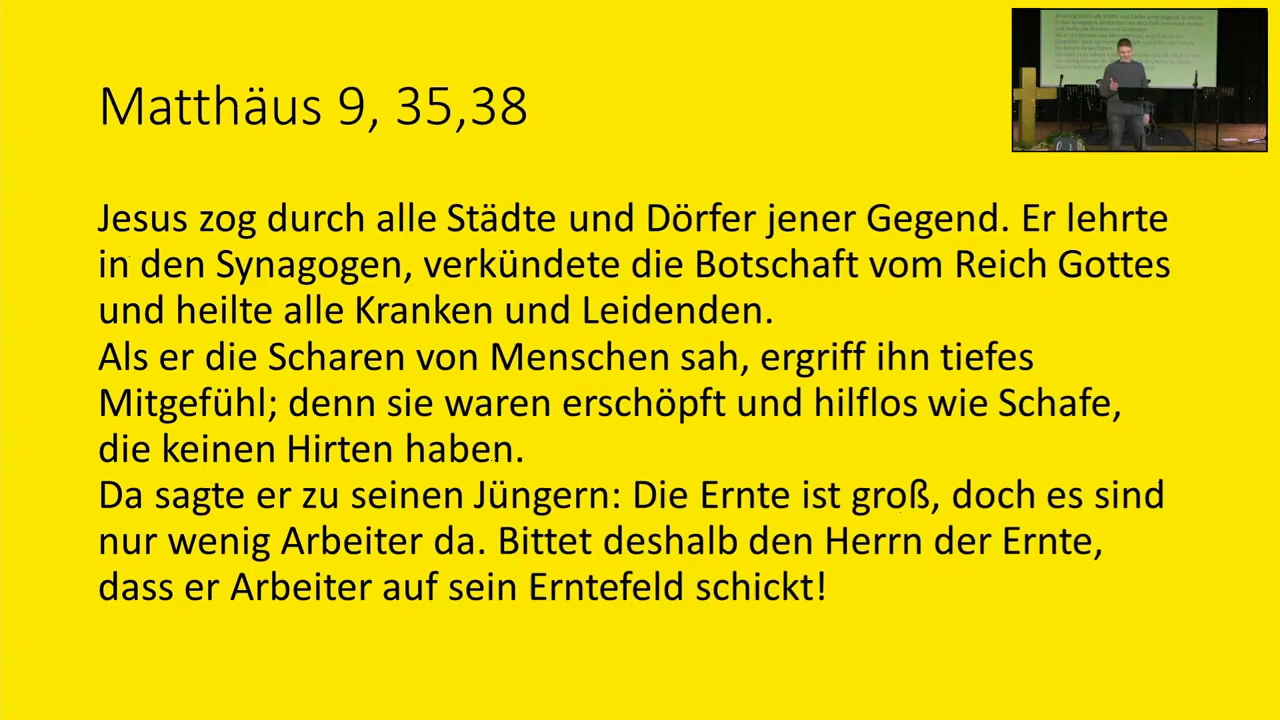 Matthäus 9, 35,38
Jesus zog durch alle Städte und Dörfer jener Gegend. Er lehrte
in den Synagogen, verkündete die Botschaft vom Reich Gottes
und heilte alle Kranken und Leidenden.
Als er die Scharen von Menschen sah, ergriff ihn tiefes
Mitgefühl; denn sie waren erschöpft und hilflos wie Schafe,
die keinen Hirten haben.
Da sagte er zu seinen Jüngern: Die Ernte ist groß, doch es sind
nur wenig Arbeiter da. Bittet deshalb den Herrn der Ernte,
dass er Arbeiter auf sein Erntefeld schickt!